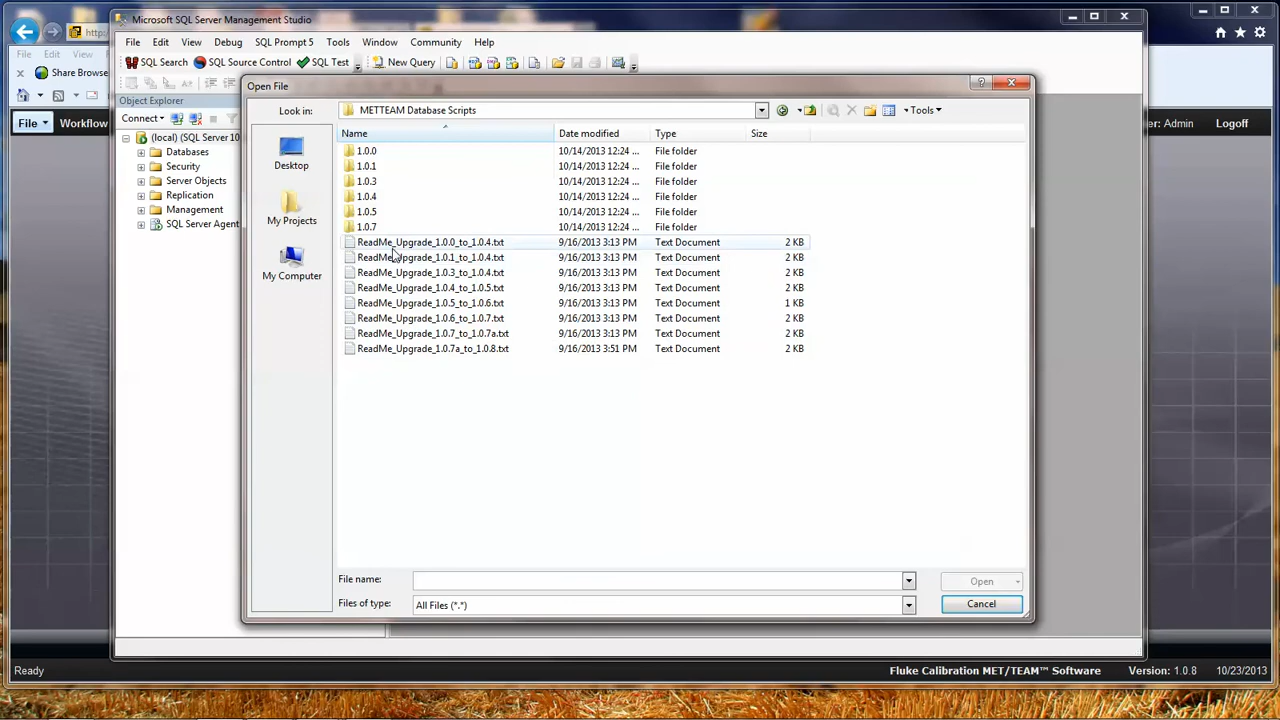 Microsoft SQL Server Management Studio
http:
File Edit View Debug SQL Prompt 5 Tools Window Community Help
File Edit View
SQL Search SQL Source Control SQL Test New Query
Share Browse
Open File
Object Explorer
Look in: METTEAM Database Scripts Tools
Connect
File Workflow
Admin Logoff
Name Date modified Type Size
(local) (SQL Server 10
Databases
Security
Server Objects
Replication
Management
SQL Server Agent
Desktop
My Projects
My Computer
1.0.0 10/14/2013 12:24 ... File folder
1.0.1 10/14/2013 12:24 ... File folder
1.0.3 10/14/2013 12:24 ... File folder
1.0.4 10/14/2013 12:24 ... File folder
1.0.5 10/14/2013 12:24 ... File folder
1.0.7 10/14/2013 12:24 ... File folder
ReadMe_Upgrade_1.0.0_to_1.0.4.txt 9/16/2013 3:13 PM Text Document 2 KB
ReadMe_Upgrade_1.0.1_to_1.0.4.txt 9/16/2013 3:13 PM Text Document 2 KB
ReadMe_Upgrade_1.0.3_to_1.0.4.txt 9/16/2013 3:13 PM Text Document 2 KB
ReadMe_Upgrade_1.0.4_to_1.0.5.txt 9/16/2013 3:13 PM Text Document 2 KB
ReadMe_Upgrade_1.0.5_to_1.0.6.txt 9/16/2013 3:13 PM Text Document 1 KB
ReadMe_Upgrade_1.0.6_to_1.0.7.txt 9/16/2013 3:13 PM Text Document 2 KB
ReadMe_Upgrade_1.0.7_to_1.0.7a.txt 9/16/2013 3:13 PM Text Document 2 KB
ReadMe_Upgrade_1.0.7a_to_1.0.8.txt 9/16/2013 3:51 PM Text Document 2 KB
File name: Open
Files of type: All Files (*.*) Cancel
Ready Fluke Calibration MET/TEAM™ Software Version: 1.0.8 10/23/2013